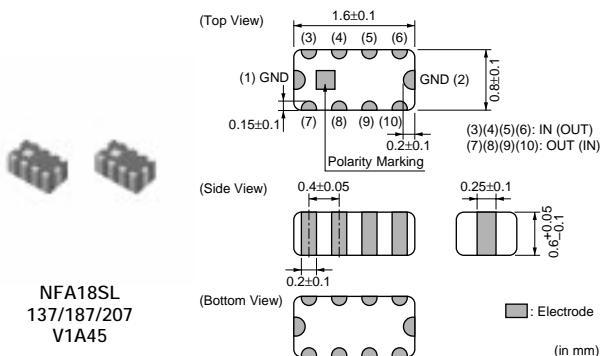 (Top View)
1.6±0.1
(3) (4) (5) (6)
(1) GND
GND (2)
0.8±0.1
0.15±0.1
(7) (8) (9) (10)
0.2±0.1
(3)(4)(5)(6): IN (OUT)
(7)(8)(9)(10): OUT (IN)
Polarity Marking
(Side View)
0.4±0.05
0.25±0.1
0.6+0.05−0.1
0.2±0.1
NFA18SL
137/187/207
V1A45
(Bottom View)
: Electrode
(in mm)